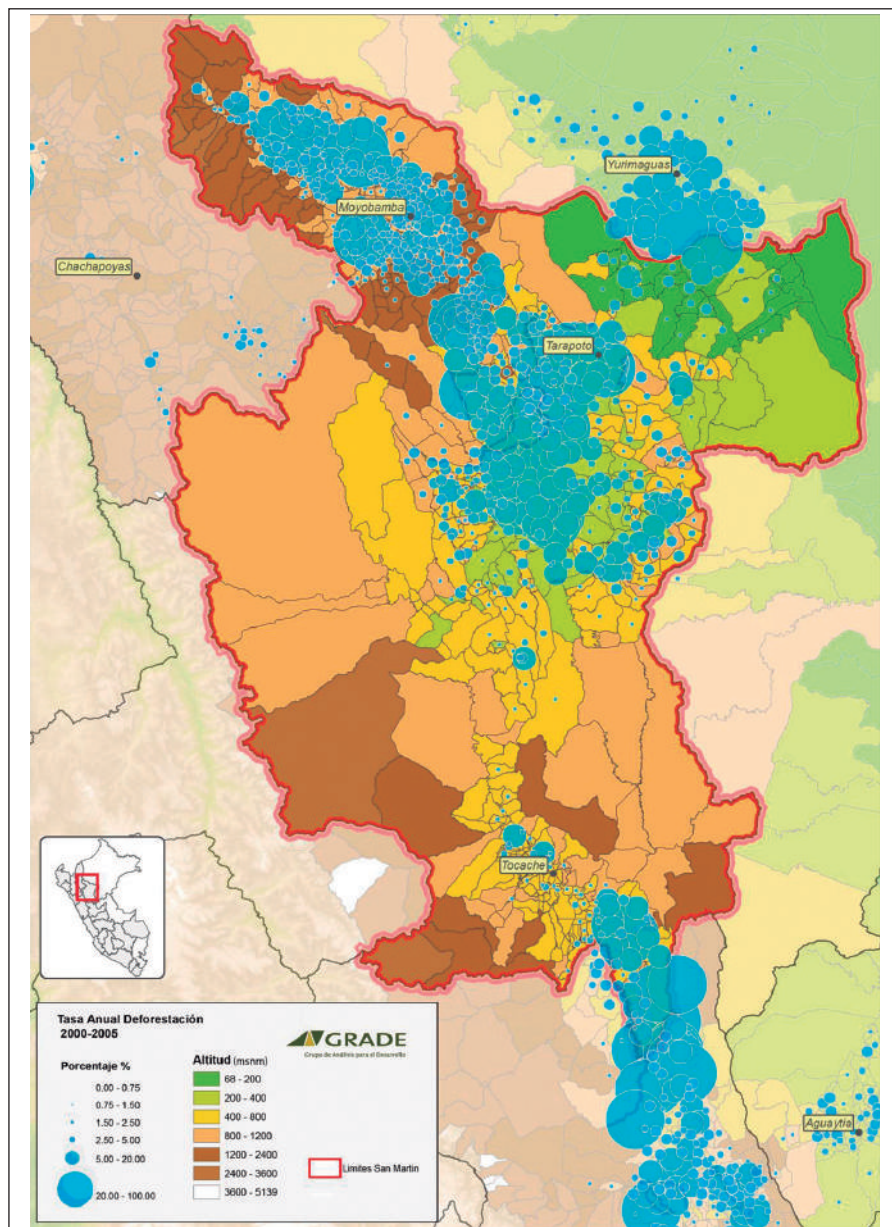 Yurimaguas
Moyobamba
Chachapoyas
Tarapoto
Tocache
Aguaytia
Tasa Anual Deforestación
2000-2005
GRADE
Grupo de Análisis para el Desarrollo
Porcentaje %
0.00 - 0.75
0.75 - 1.50
1.50 - 2.50
2.50 - 5.00
5.00 - 20.00
20.00 - 100.00
Altitud (msnm)
68 - 200
200 - 400
400 - 800
800 - 1200
1200 - 2400
2400 - 3600
3600 - 5139
Limites San Martin